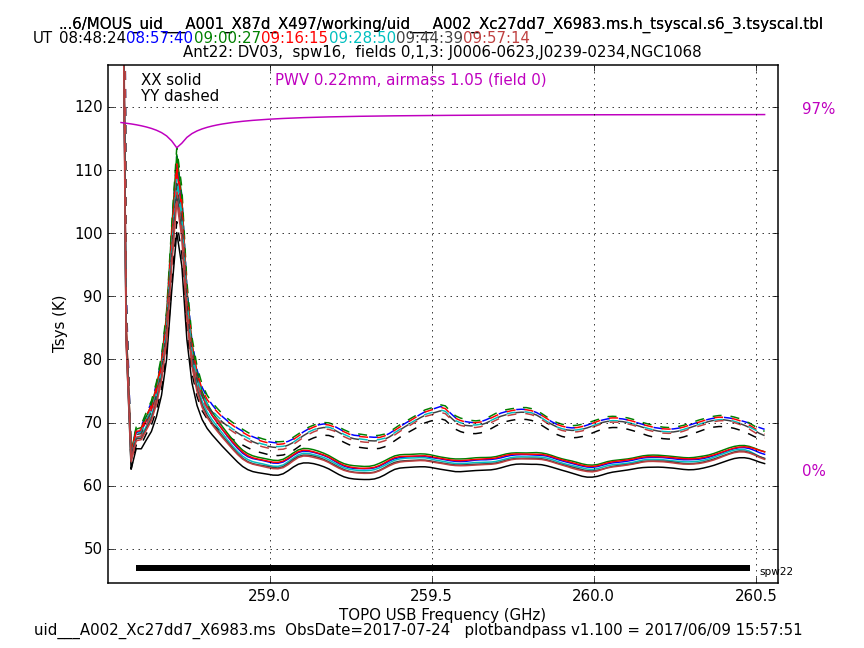 ...6/MOUS_uid___A001_X87d_X497/working/uid___A002_Xc27dd7_X6983.ms.h_tsyscal.s6_3.tsyscal.tbl
UT 08:48:24 08:57:40 09:00:27 09:16:15 09:28:50 09:44:39 09:57:14
Ant22: DV03, spw16, fields 0,1,3: J0006-0623,J0239-0234,NGC1068
XX solid
YY dashed
PWV 0.22mm, airmass 1.05 (field 0)
97%
0%
120
110
100
90
80
70
60
50
Tsys (K)
spw22
259.0 259.5 260.0 260.5
TOPO USB Frequency (GHz)
uid___A002_Xc27dd7_X6983.ms ObsDate=2017-07-24 plotbandpass v1.100 = 2017/06/09 15:57:51